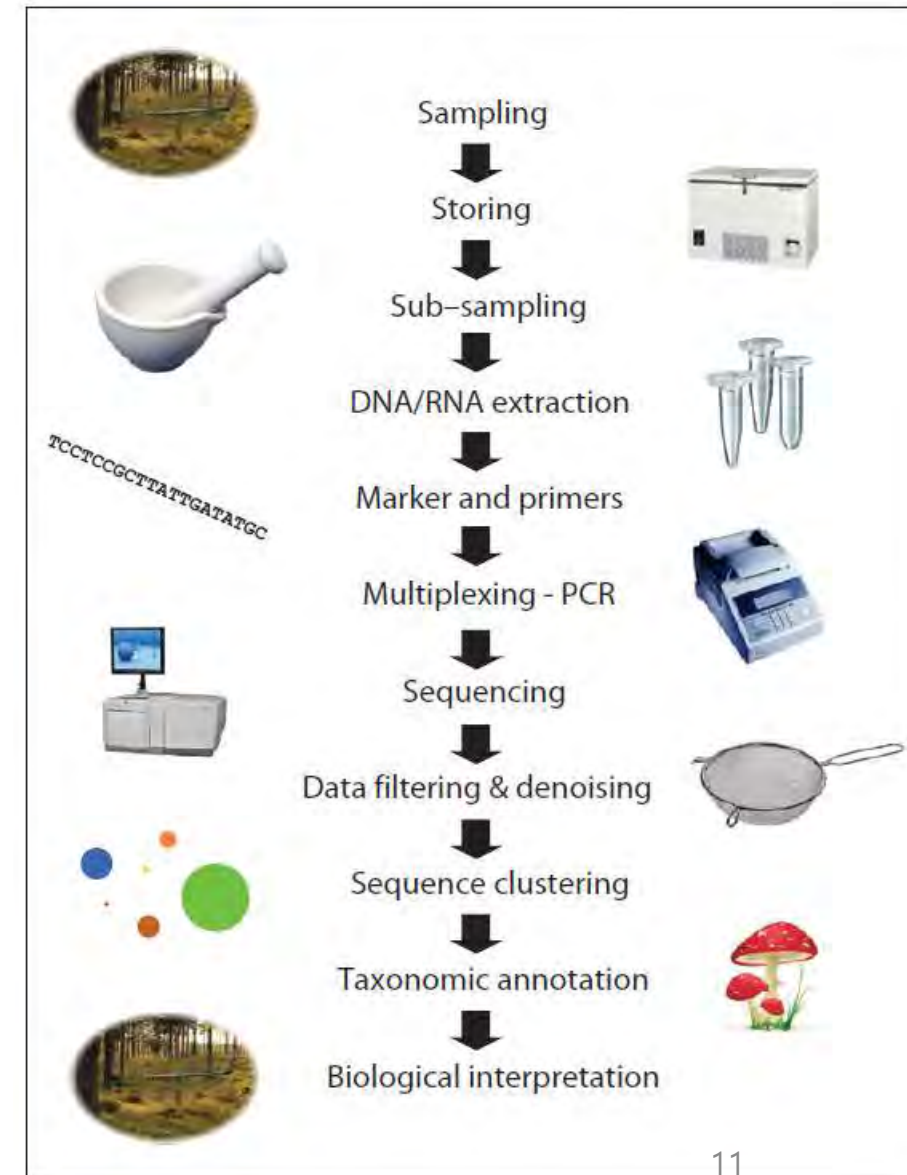 Sampling
Storing
Sub–sampling
DNA/RNA extraction
TCCTCCGCTTATTGATATGC
Marker and primers
Multiplexing - PCR
Sequencing
Data filtering & denoising
Sequence clustering
Taxonomic annotation
Biological interpretation
11